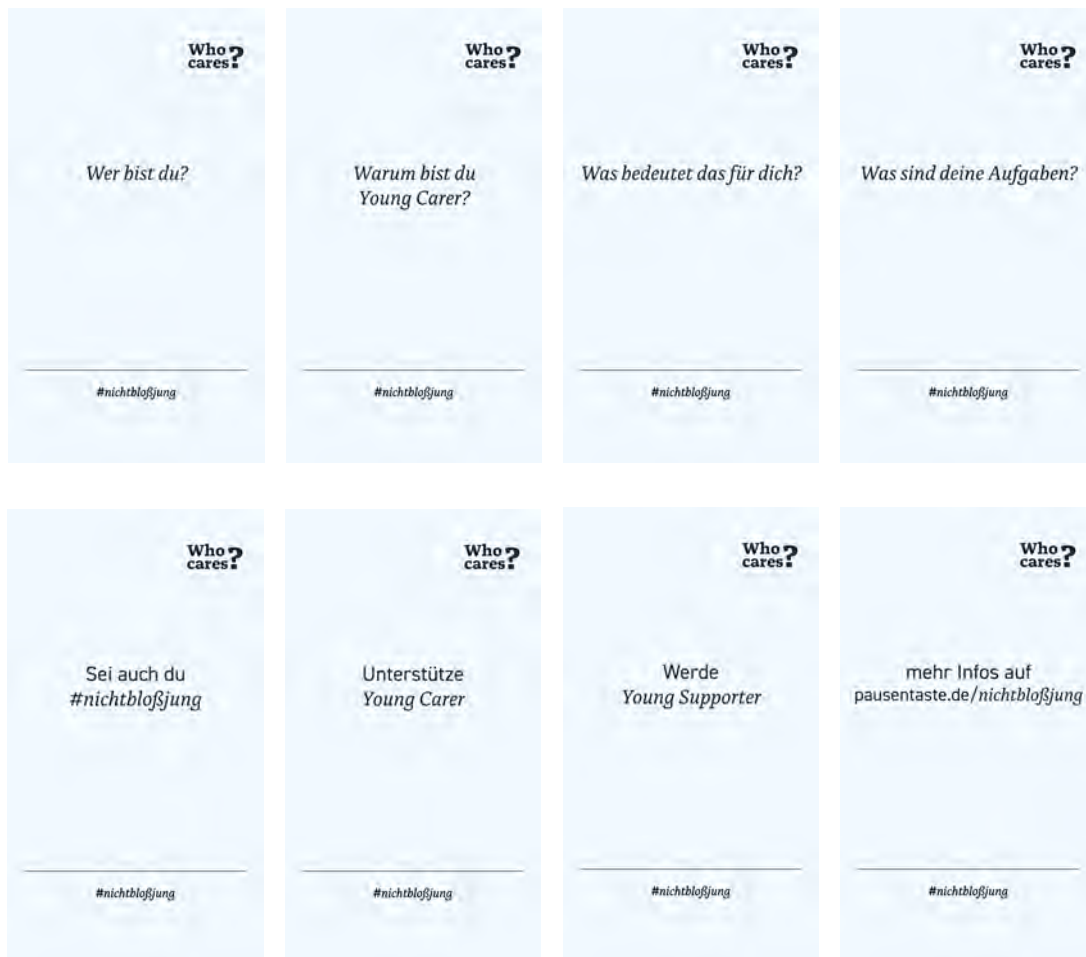 Who
cares?
Wer bist du?
#nichtbloßjung
Who
cares?
Warum bist du
Young Carer?
#nichtbloßjung
Who
cares?
Was bedeutet das für dich?
#nichtbloßjung
Who
cares?
Was sind deine Aufgaben?
#nichtbloßjung
Who
cares?
Sei auch du
#nichtbloßjung
#nichtbloßjung
Who
cares?
Unterstütze
Young Carer
#nichtbloßjung
Who
cares?
Werde
Young Supporter
#nichtbloßjung
Who
cares?
mehr Infos auf
pausentaste.de/nichtbloßjung
#nichtbloßjung